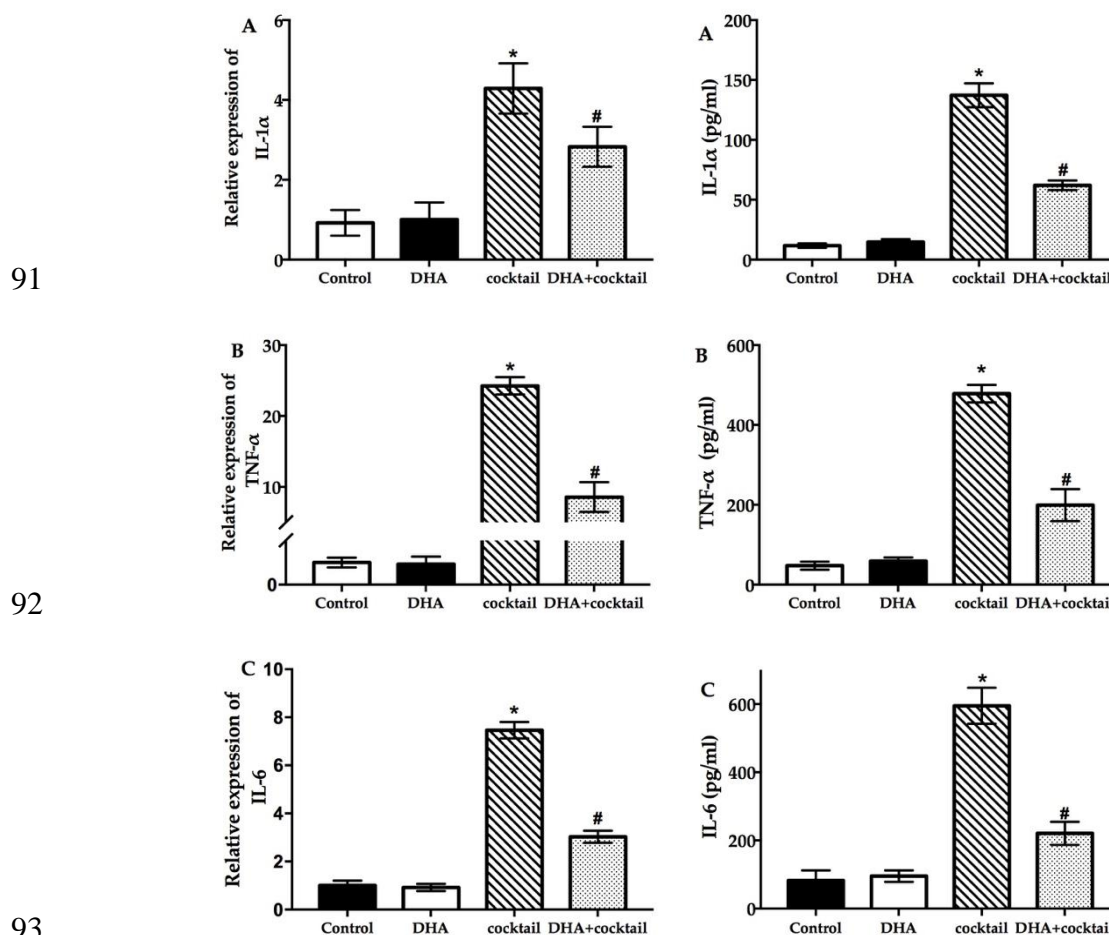 A
Relative expression of
IL-1α
6
4
2
0
*
#
Control DHA cocktail DHA+cocktail
A
IL-1α (pg/ml)
200
150
100
50
0
*
#
Control DHA cocktail DHA+cocktail
91
B
Relative expression of
TNF-α
30
20
10
0
*
#
Control DHA cocktail DHA+cocktail
B
TNF-α (pg/ml)
600
400
200
0
*
#
Control DHA cocktail DHA+cocktail
92
C
Relative expression of
IL-6
10
8
6
4
2
0
*
#
Control DHA cocktail DHA+cocktail
C
IL-6 (pg/ml)
600
400
200
0
*
#
Control DHA cocktail DHA+cocktail
93